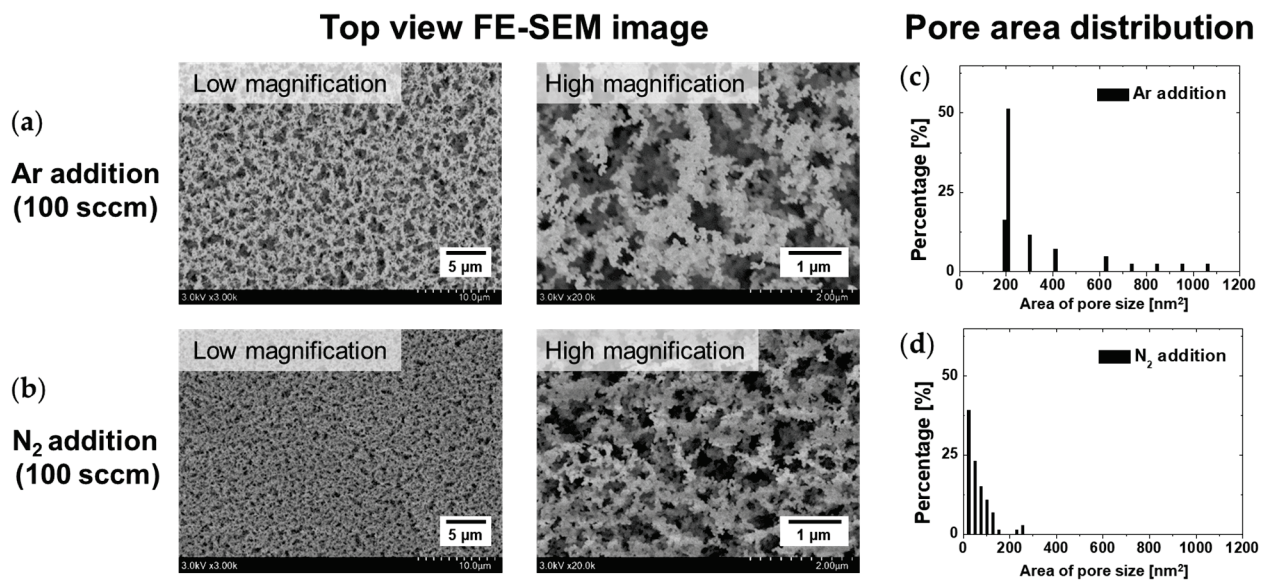 Top view FE-SEM image
Pore area distribution
(a)
Ar addition
(100 sccm)
Low magnification
5 µm
3.0kV x3.00k
10.0µm
High magnification
1 µm
3.0kV x20.0k
2.00µm
(c)
Ar addition
Percentage [%]
50
25
0
0 200 400 600 800 1000 1200
Area of pore size [nm²]
(b)
N₂ addition
(100 sccm)
Low magnification
5 µm
3.0kV x3.00k
10.0µm
High magnification
1 µm
3.0kV x20.0k
2.00µm
(d)
N₂ addition
Percentage [%]
50
25
0
0 200 400 600 800 1000 1200
Area of pore size [nm²]